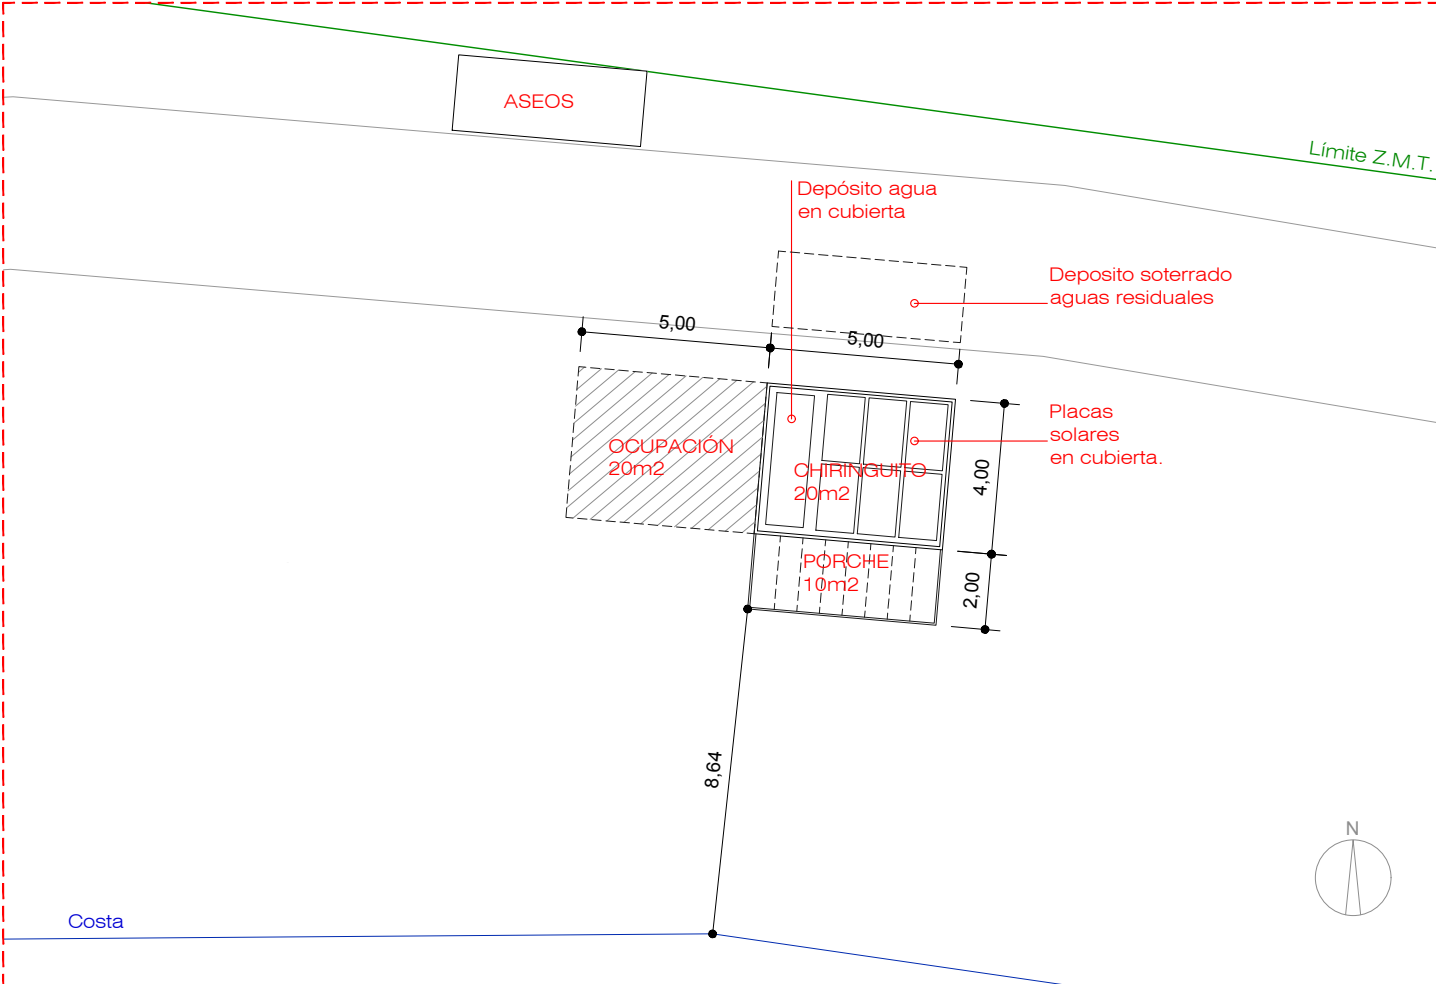 ASEOS
Límite Z.M.T.
Depósito agua
en cubierta
Deposito soterrado
aguas residuales
5,00
5,00
Placas
solares
en cubierta.
OCUPACIÓN
20m2
CHIRINGUITO
20m2
4,00
PORCHE
10m2
2,00
8,64
N
Costa